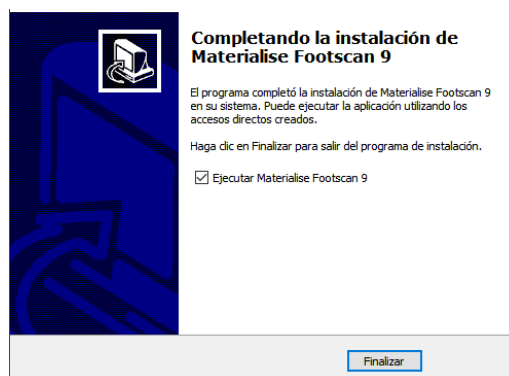 Completando la instalación de
Materialise Footscan 9
El programa completó la instalación de Materialise Footscan 9
en su sistema. Puede ejecutar la aplicación utilizando los
accesos directos creados.
Haga clic en Finalizar para salir del programa de instalación.
Ejecutar Materialise Footscan 9
Finalizar